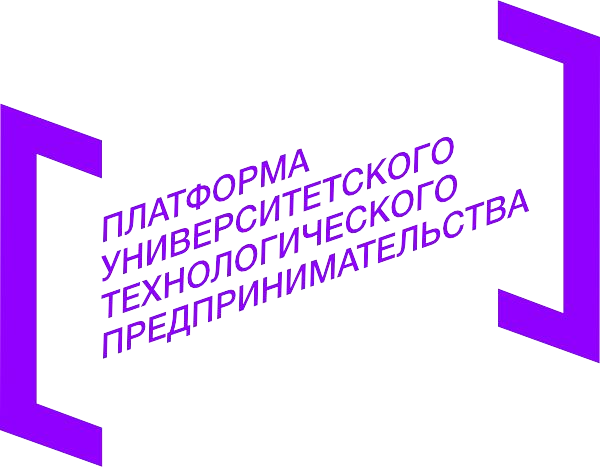 ПЛАТФОРМА
УНИВЕРСИТЕТСКОГО
ТЕХНОЛОГИЧЕСКОГО
ПРЕДПРИНИМАТЕЛЬСТВА